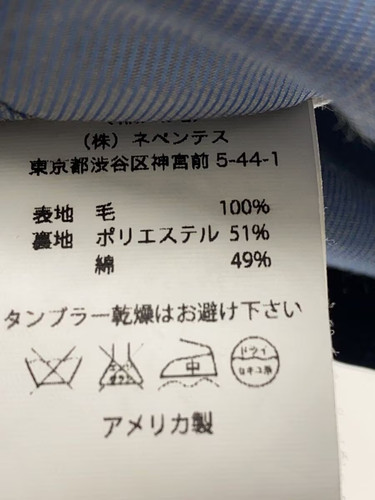 （株）ネペンテス
東京都渋谷区神宮前 5-44-1
表地 毛 100%
裏地 ポリエステル 51%
綿 49%
タンブラー乾燥はお避け下さい
中
ドライ
アメリカ製